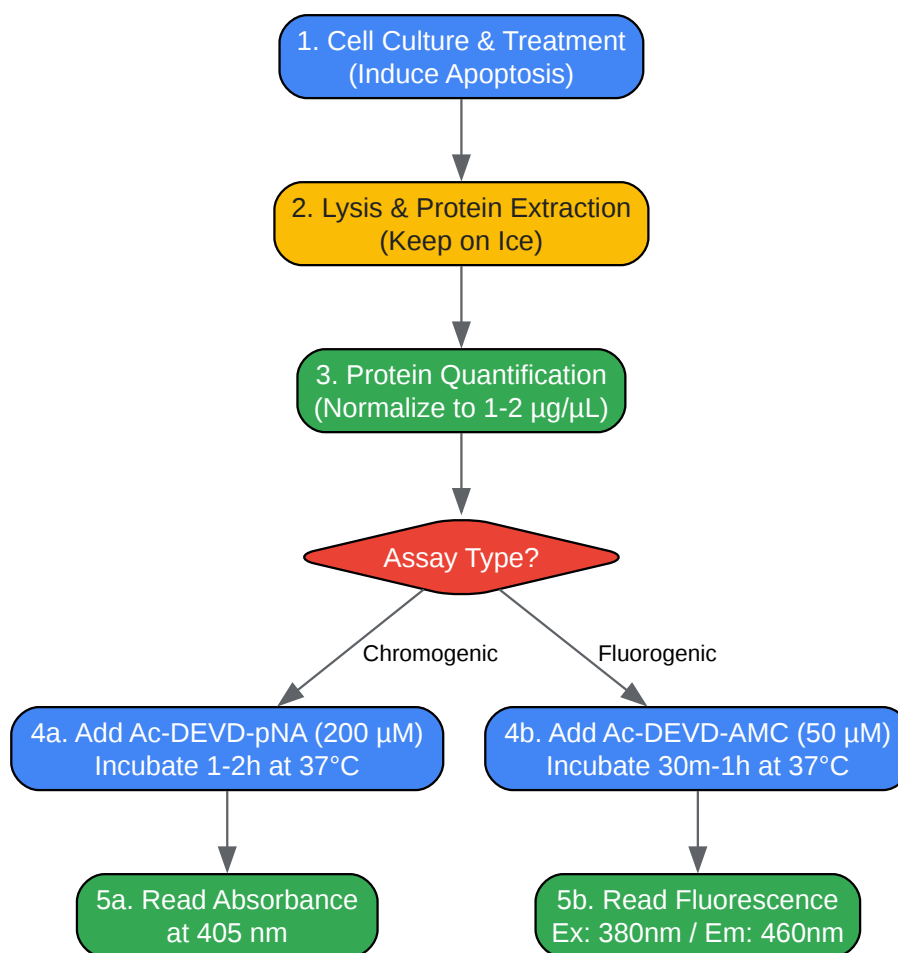 1. Cell Culture & Treatment
(Induce Apoptosis)
2. Lysis & Protein Extraction
(Keep on Ice)
3. Protein Quantification
(Normalize to 1-2 µg/µL)
Assay Type?
Chromogenic
Fluorogenic
4a. Add Ac-DEVD-pNA (200 µM)
Incubate 1-2h at 37°C
4b. Add Ac-DEVD-AMC (50 µM)
Incubate 30m-1h at 37°C
5a. Read Absorbance
at 405 nm
5b. Read Fluorescence
Ex: 380nm / Em: 460nm